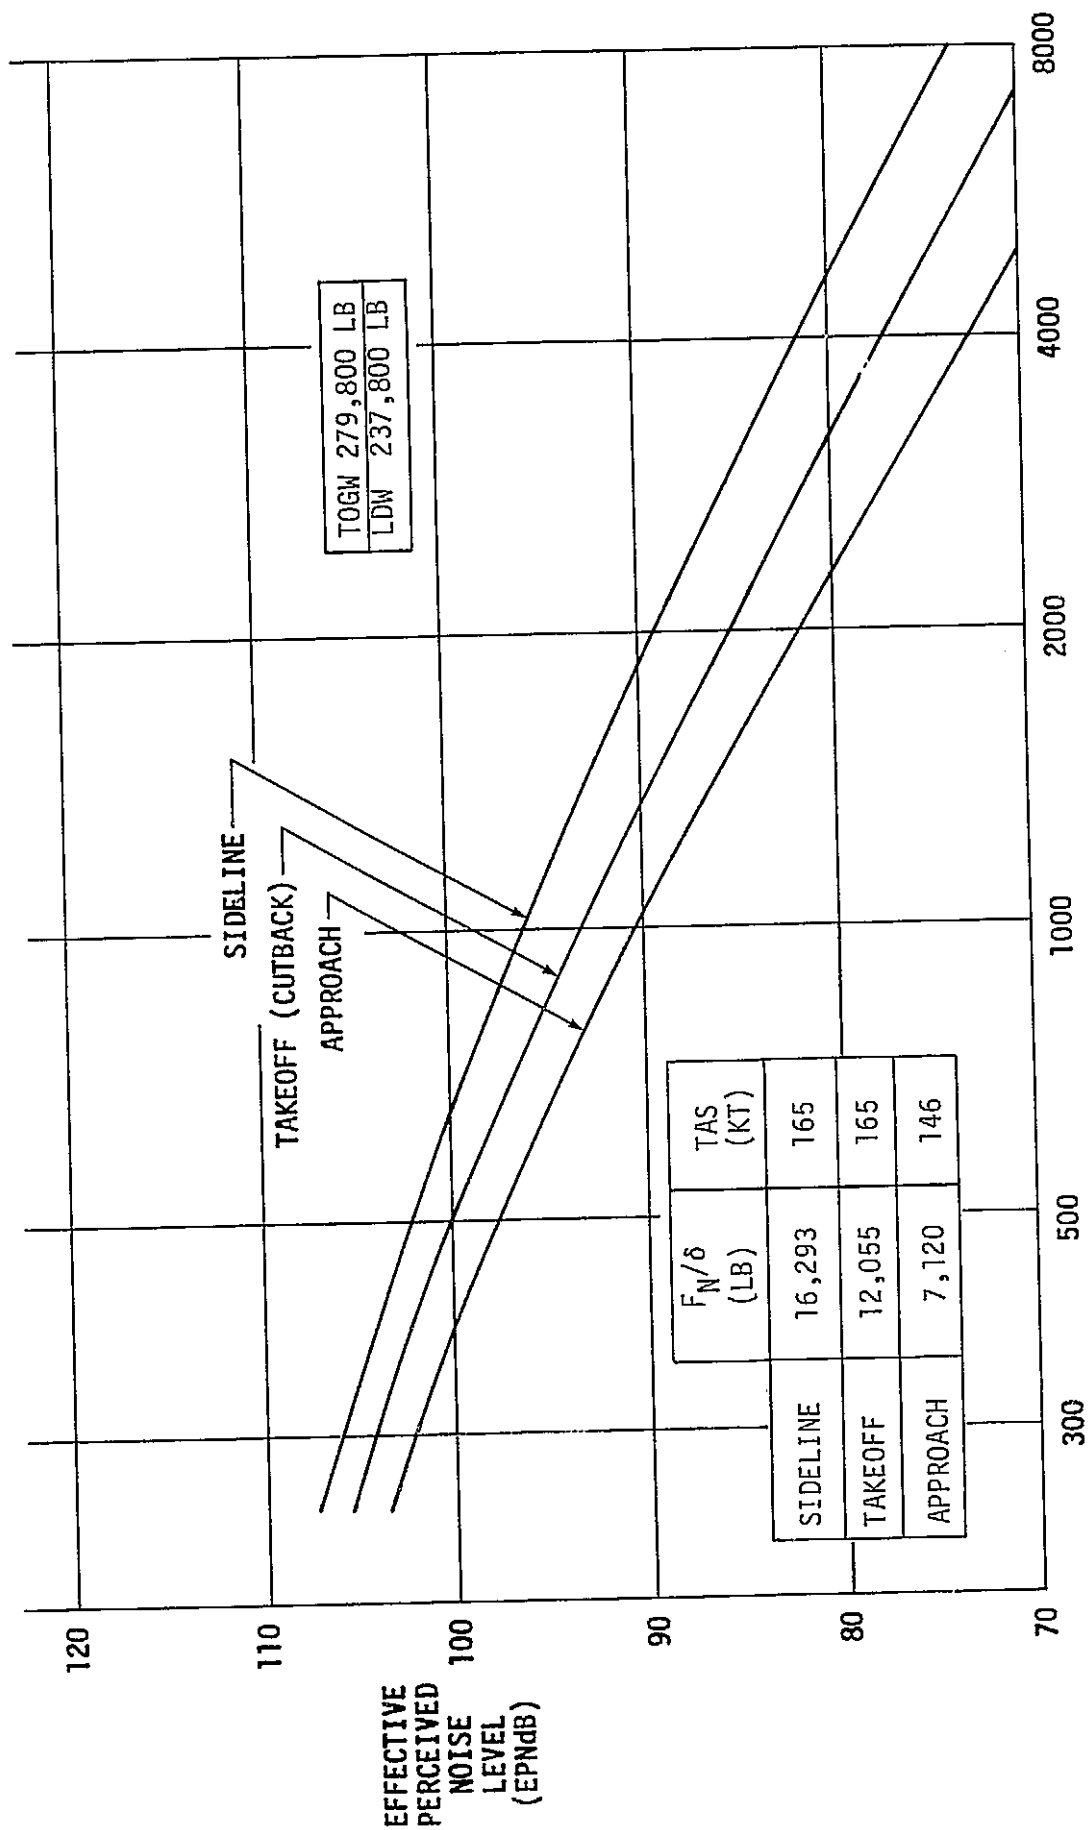 EFFECTIVE
PERCEIVED
NOISE
LEVEL
(EPNdB)
120
110
100
90
80
70
SIDELINE
TAKEOFF (CUTBACK)
APPROACH
TOGW 279,800 LB
LDW 237,800 LB
F_N/δ (LB) TAS (KT)
SIDELINE 16,293 165
TAKEOFF 12,055 165
APPROACH 7,120 146
300 500 1000 2000 4000 8000